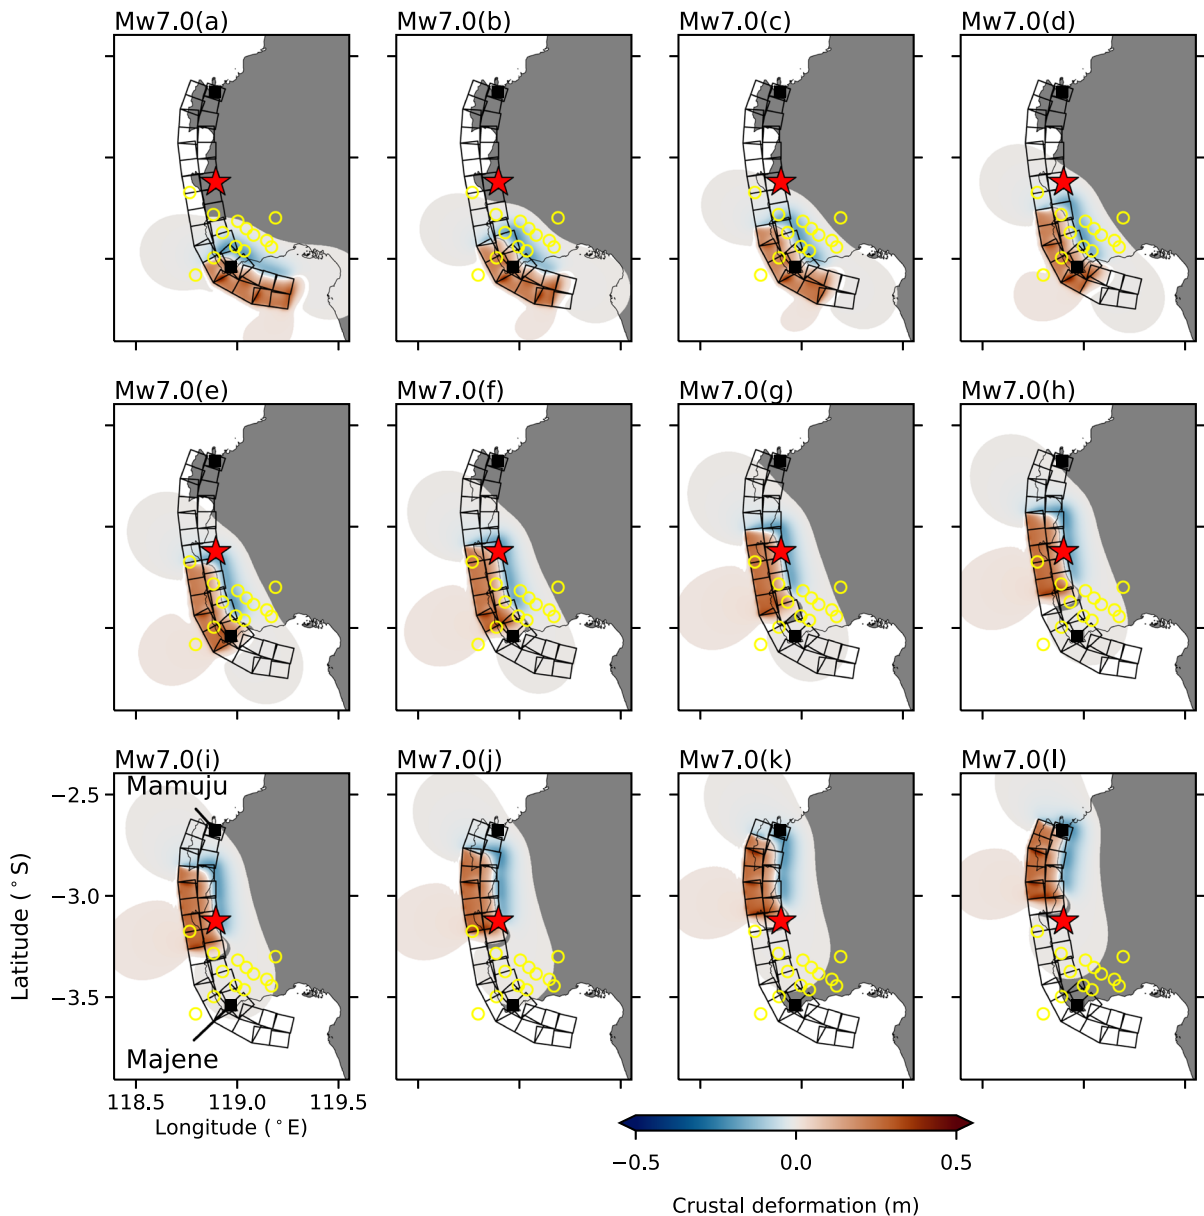 Mw7.0(a)
Mw7.0(b)
Mw7.0(c)
Mw7.0(d)
Mw7.0(e)
Mw7.0(f)
Mw7.0(g)
Mw7.0(h)
Mw7.0(i)
Mw7.0(j)
Mw7.0(k)
Mw7.0(l)
Mamuju
−2.5
−3.0
−3.5
Latitude (°S)
Majene
118.5 119.0 119.5
Longitude (°E)
−0.5 0.0 0.5
Crustal deformation (m)